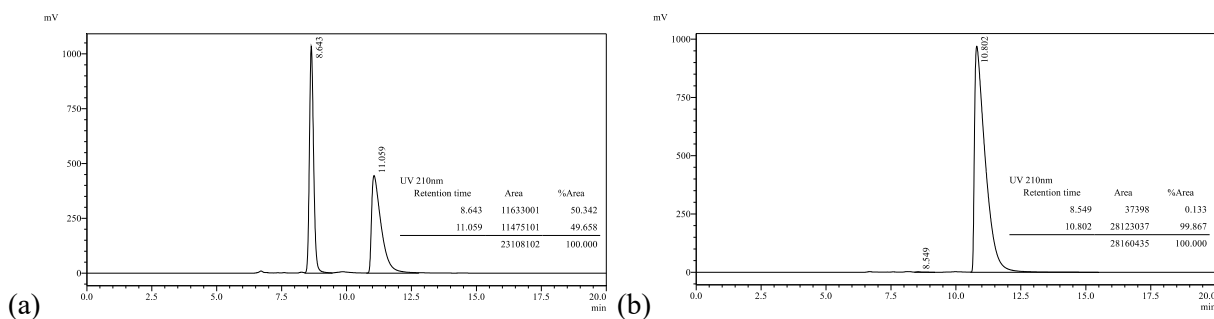 mV
1000
8.643
750
500
11.059
UV 210nm
Retention time Area %Area
8.643 11633001 50.342
11.059 11475101 49.658
23108102 100.000
250
0
0.0 2.5 5.0 7.5 10.0 12.5 15.0 17.5 20.0
min
(a)
mV
1000
10.802
750
500
UV 210nm
Retention time Area %Area
8.549 37398 0.133
10.802 28123037 99.867
28160435 100.000
250
8.549
0
0.0 2.5 5.0 7.5 10.0 12.5 15.0 17.5 20.0
min
(b)